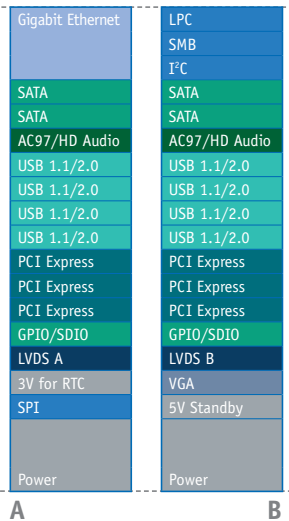 Gigabit Ethernet
SATA
SATA
AC97/HD Audio
USB 1.1/2.0
USB 1.1/2.0
USB 1.1/2.0
USB 1.1/2.0
PCI Express
PCI Express
PCI Express
GPIO/SDIO
LVDS A
3V for RTC
SPI
Power
A
LPC
SMB
I²C
SATA
SATA
AC97/HD Audio
USB 1.1/2.0
USB 1.1/2.0
USB 1.1/2.0
USB 1.1/2.0
PCI Express
PCI Express
PCI Express
GPIO/SDIO
LVDS B
VGA
5V Standby
Power
B